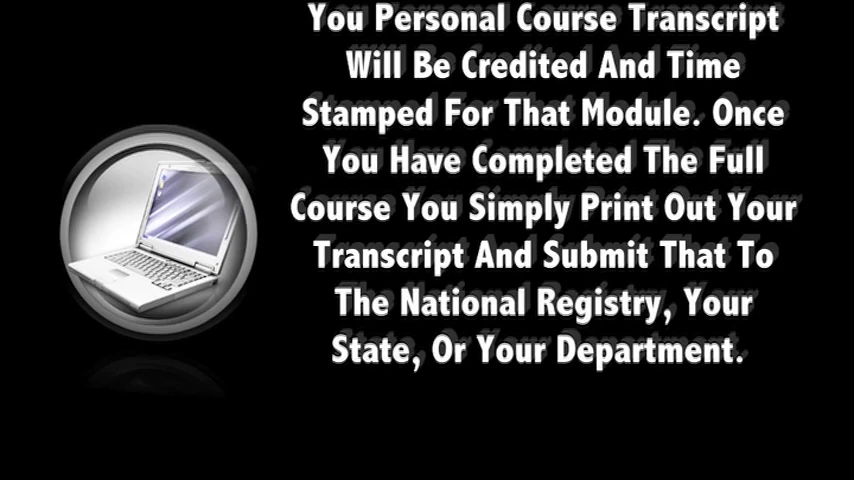 You Personal Course Transcript
Will Be Credited And Time
Stamped For That Module. Once
You Have Completed The Full
Course You Simply Print Out Your
Transcript And Submit That To
The National Registry, Your
State, Or Your Department.